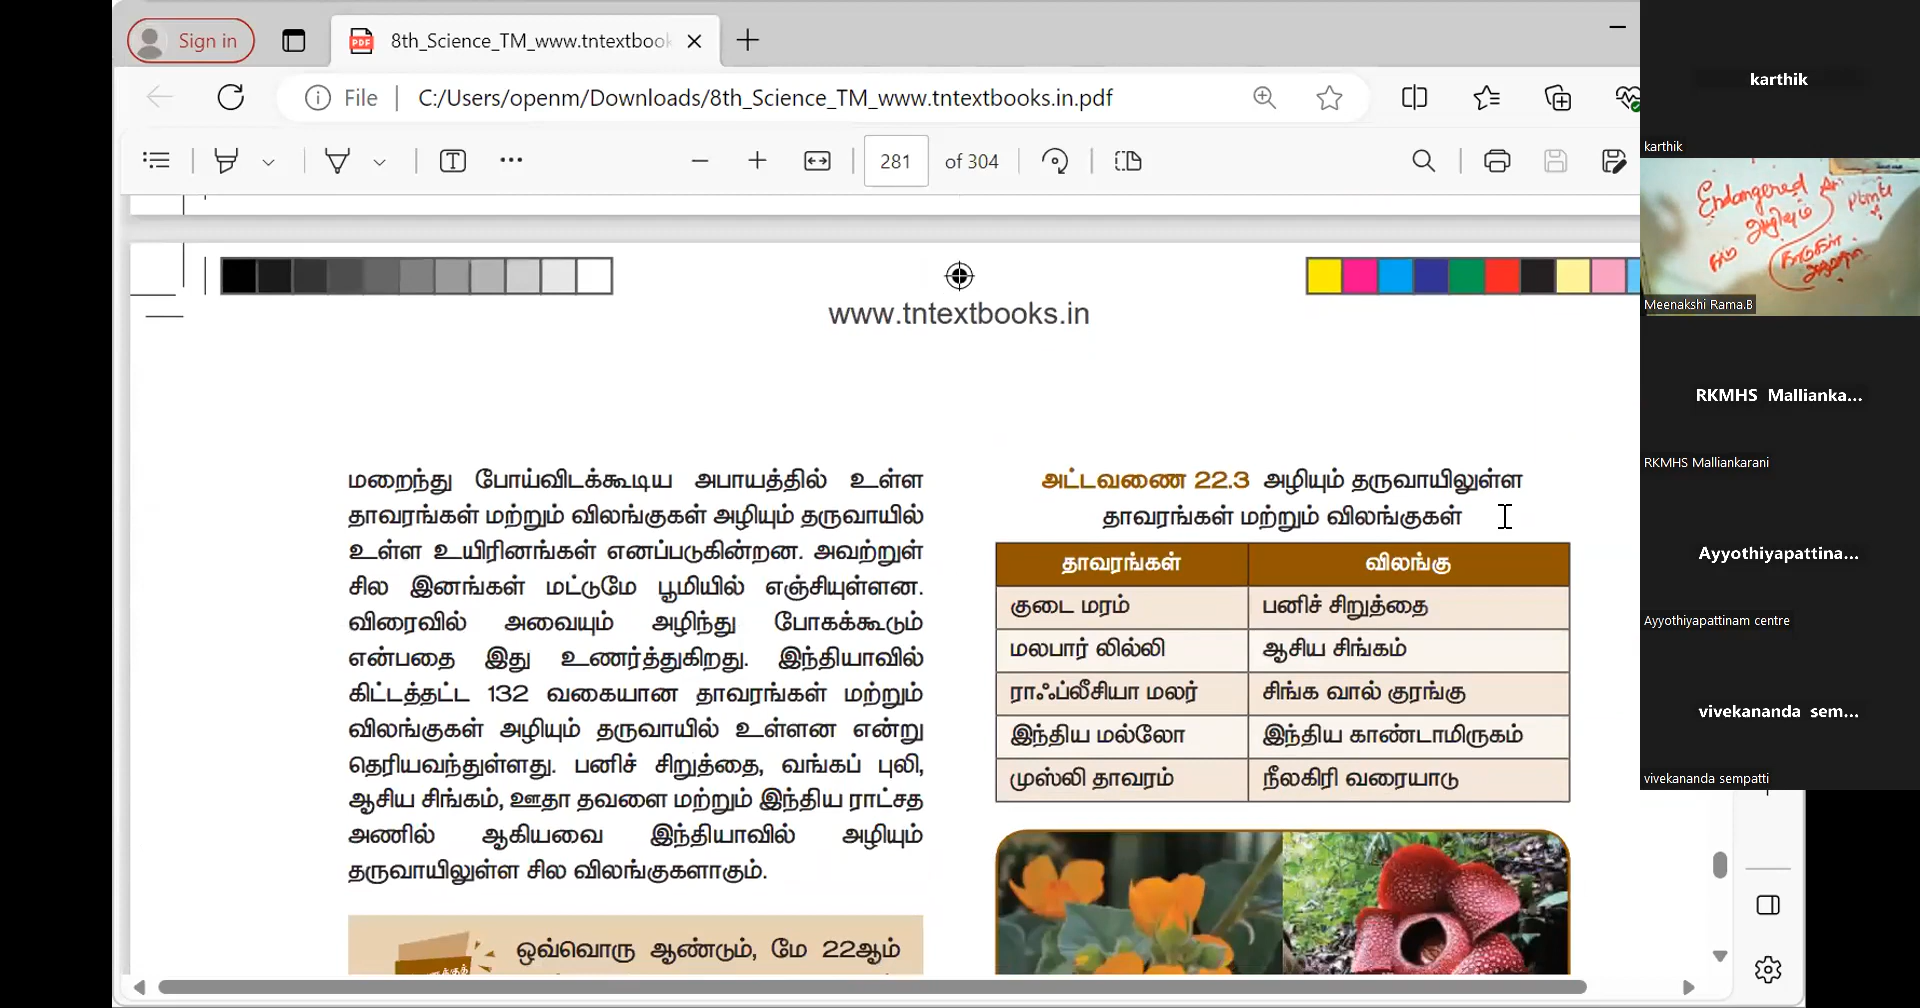 Sign in
8th_Science_TM_www.tntextbook
File
C:/Users/openm/Downloads/8th_Science_TM_www.tntextbooks.in.pdf
281 of 304
www.tntextbooks.in
மறைந்து போய்விடக்கூடிய அபாயத்தில் உள்ள
தாவரங்கள் மற்றும் விலங்குகள் அழியும் தருவாயில்
உள்ள உயிரினங்கள் எனப்படுகின்றன. அவற்றுள்
சில இனங்கள் மட்டுமே பூமியில் எஞ்சியுள்ளன.
விரைவில் அவையும் அழிந்து போகக்கூடும்
என்பதை இது உணர்த்துகிறது. இந்தியாவில்
கிட்டத்தட்ட 132 வகையான தாவரங்கள் மற்றும்
விலங்குகள் அழியும் தருவாயில் உள்ளன என்று
தெரியவந்துள்ளது. பனிச் சிறுத்தை, வங்கப் புலி,
ஆசிய சிங்கம், ஊதா தவளை மற்றும் இந்திய ராட்சத
அணில் ஆகியவை இந்தியாவில் அழியும்
தருவாயிலுள்ள சில விலங்குகளாகும்.
ஒவ்வொரு ஆண்டும், மே 22ஆம்
அட்டவணை 22.3 அழியும் தருவாயிலுள்ள
தாவரங்கள் மற்றும் விலங்குகள்
தாவரங்கள் விலங்கு
குடை மரம் பனிச் சிறுத்தை
மலபார் லில்லி ஆசிய சிங்கம்
ராஃப்லீசியா மலர் சிங்க வால் குரங்கு
இந்திய மல்லோ இந்திய காண்டாமிருகம்
முஸ்லி தாவரம் நீலகிரி வரையாடு
karthik
karthik
Endangered
அழியும்
Meenakshi Rama.B
RKMHS Mallianka...
RKMHS Malliankarani
Ayyothiyapattina...
Ayyothiyapattinam centre
vivekananda sem...
vivekananda sempatti